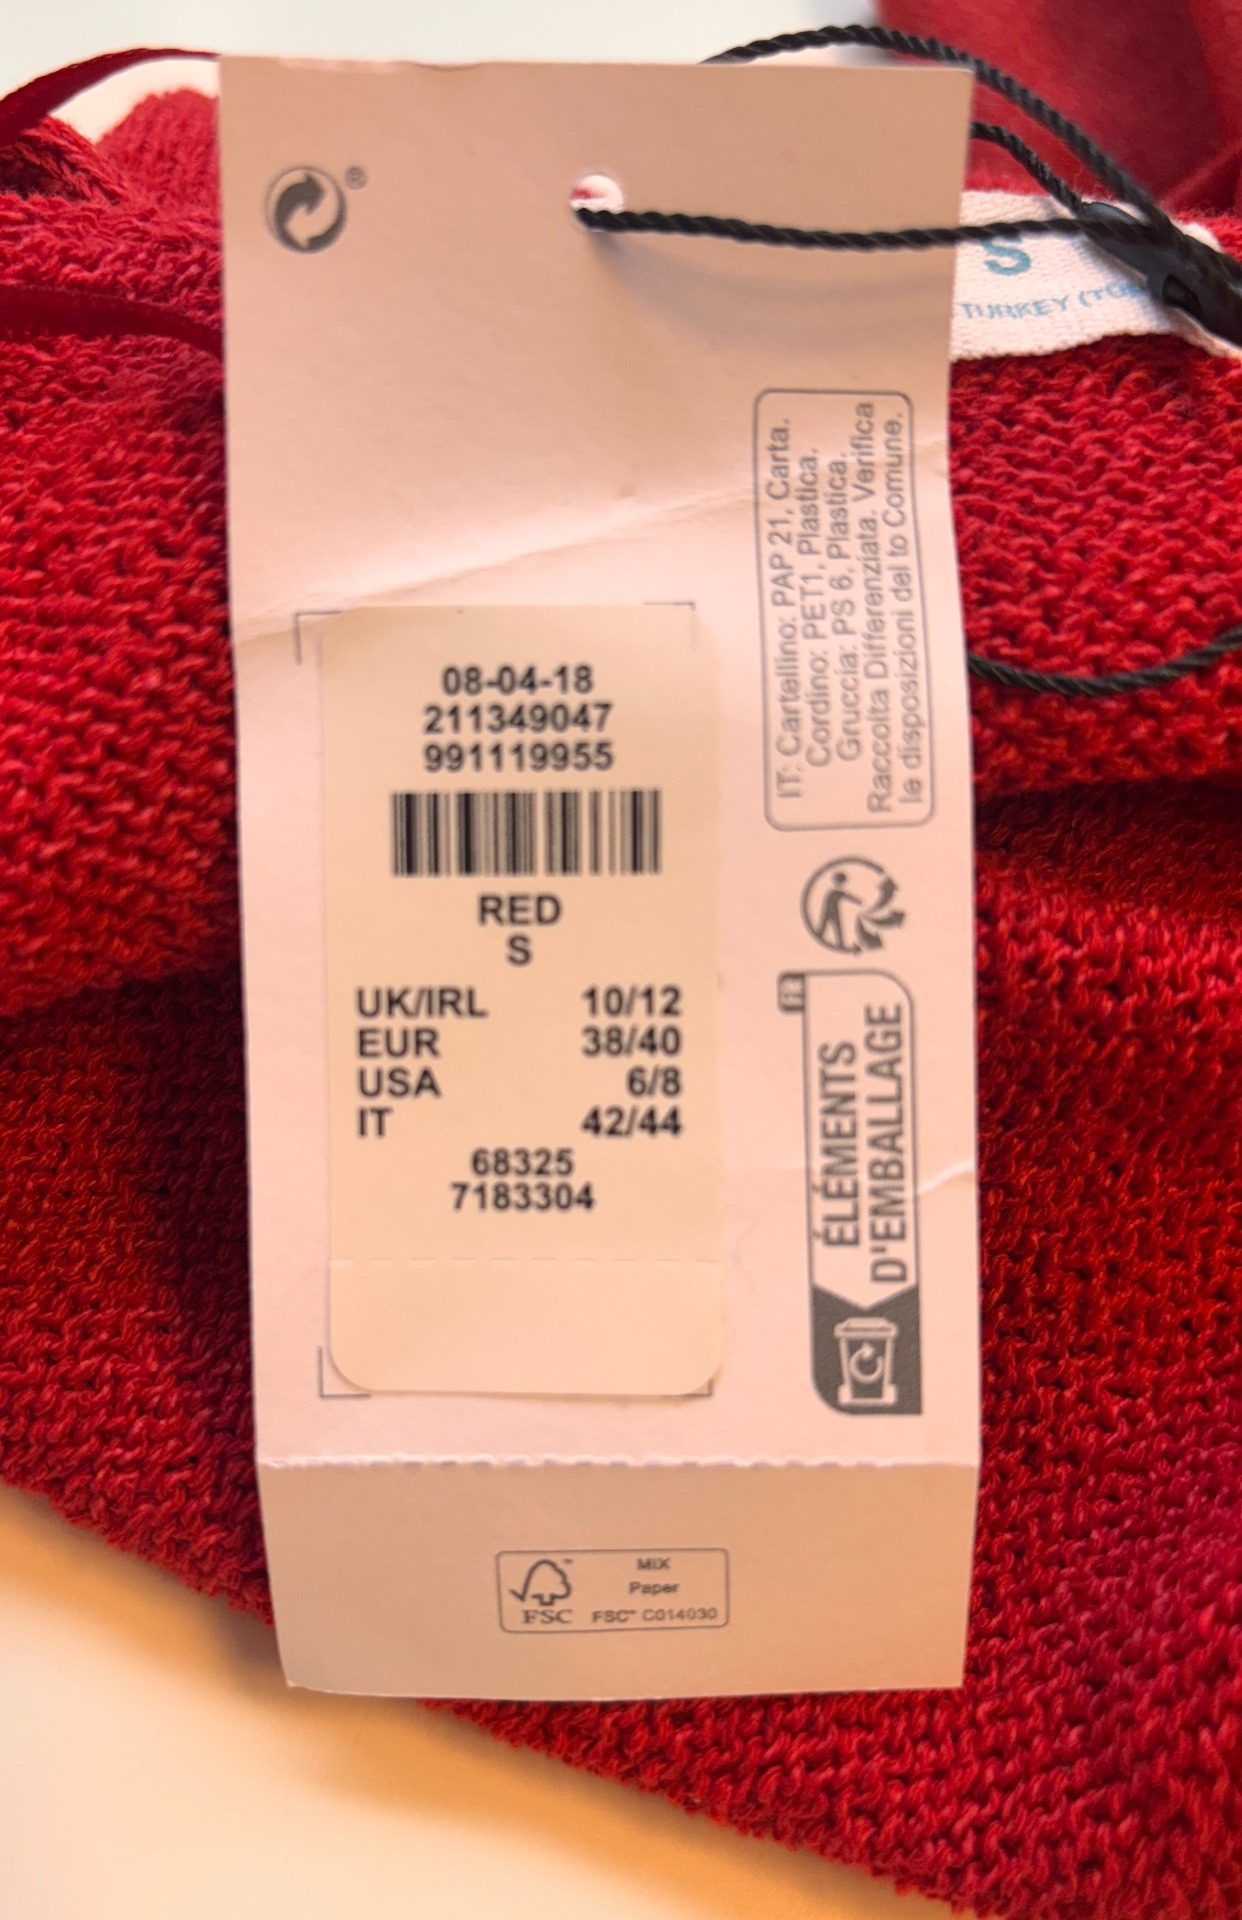 ®
S
TURKEY
IT: Cartellino: PAP 21, Carta.
Cordino: PET1, Plastica.
Gruccia: PS 6, Plastica.
Raccolta Differenziata. Verifica
le disposizioni del to Comune.
08-04-18
211349047
991119955
RED
S
UK/IRL 10/12
EUR 38/40
USA 6/8
IT 42/44
68325
7183304
FR
ÉLÉMENTS
D'EMBALLAGE
FSC
MIX
Paper
FSC™ C014030